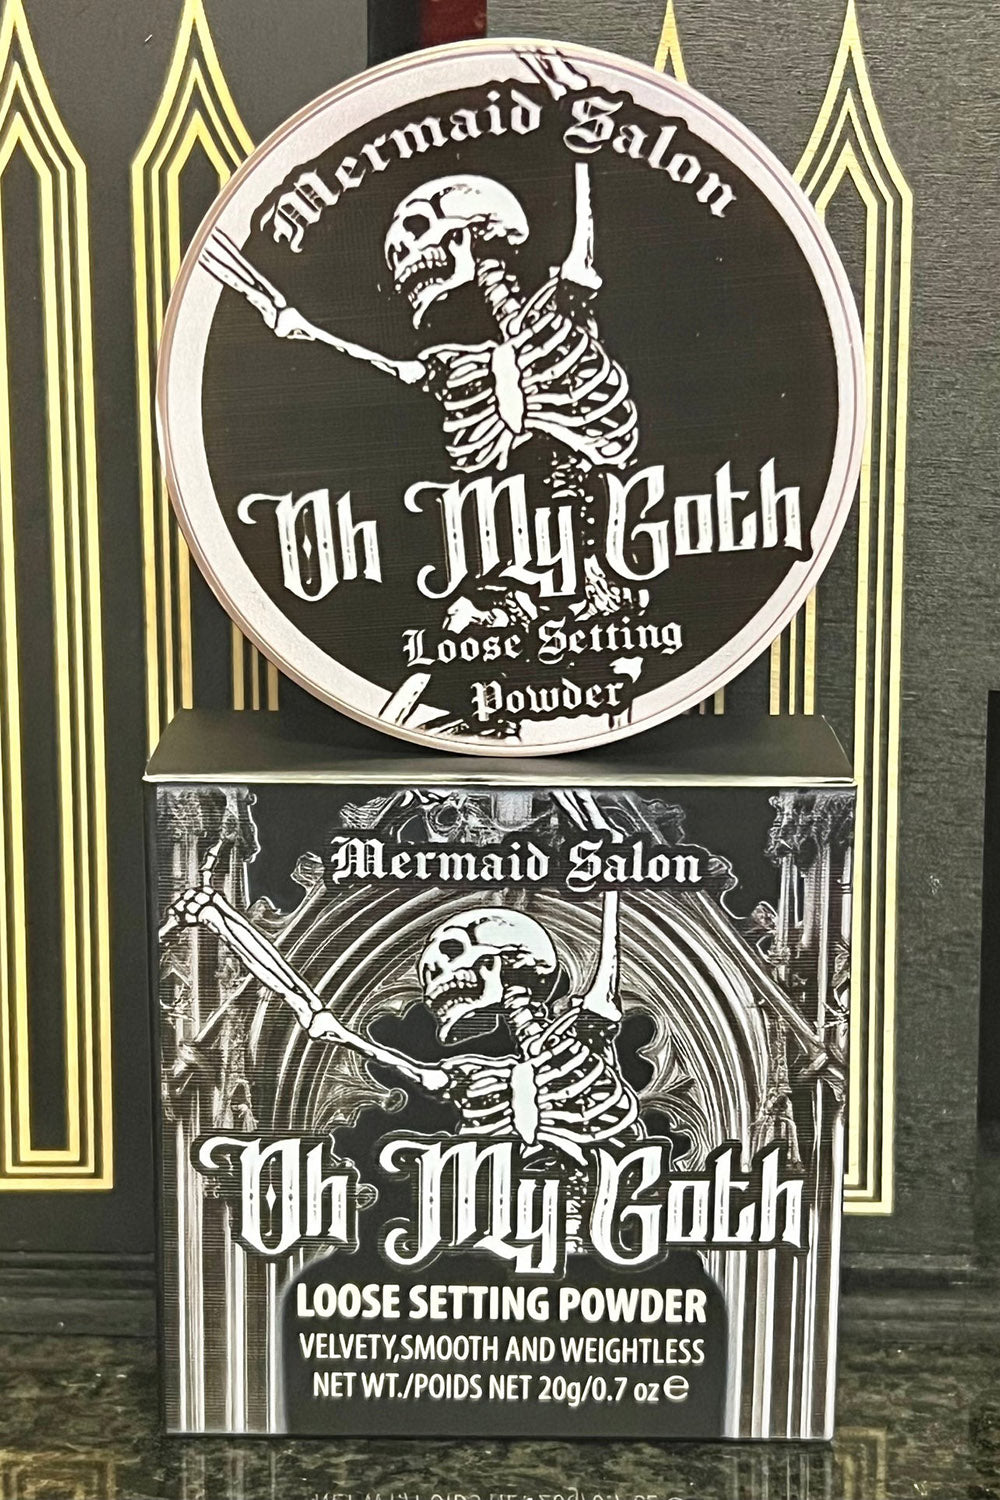 Mermaid Salon
Oh My Goth
Loose Setting
Powder
Mermaid Salon
Oh My Goth
LOOSE SETTING POWDER
VELVETY,SMOOTH AND WEIGHTLESS
NET WT./POIDS NET 20g/0.7 oz ℮